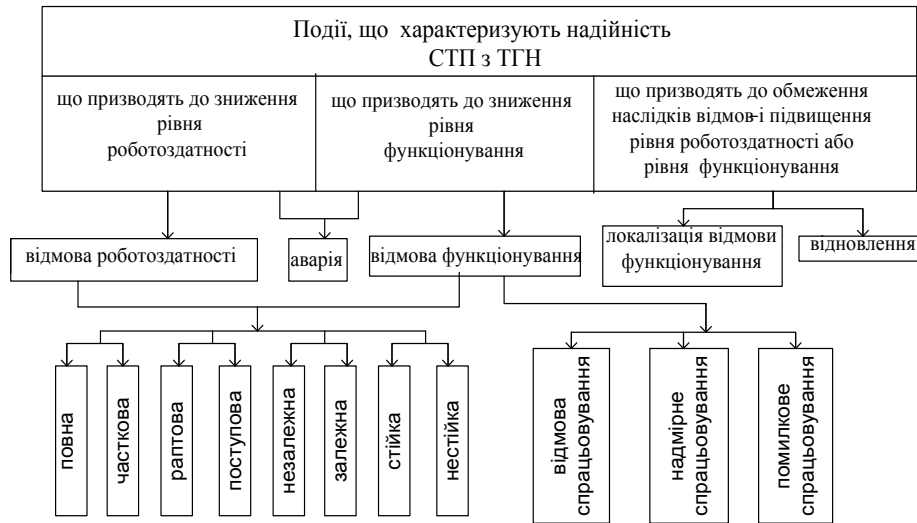 Події, що характеризують надійність
СТП з ТГН
що призводять до зниження
рівня
роботоздатності
що призводять до зниження
рівня
функціонування
що призводять до обмеження
наслідків відмов-і підвищення
рівня роботоздатності або
рівня функціонування
відмова роботоздатності
аварія
відмова функціонування
локалізація відмови
функціонування
відновлення
повна
часткова
раптова
поступова
незалежна
залежна
стійка
нестійка
відмова
спрацьовування
надмірне
спрацьовування
помилкове
спрацьовування